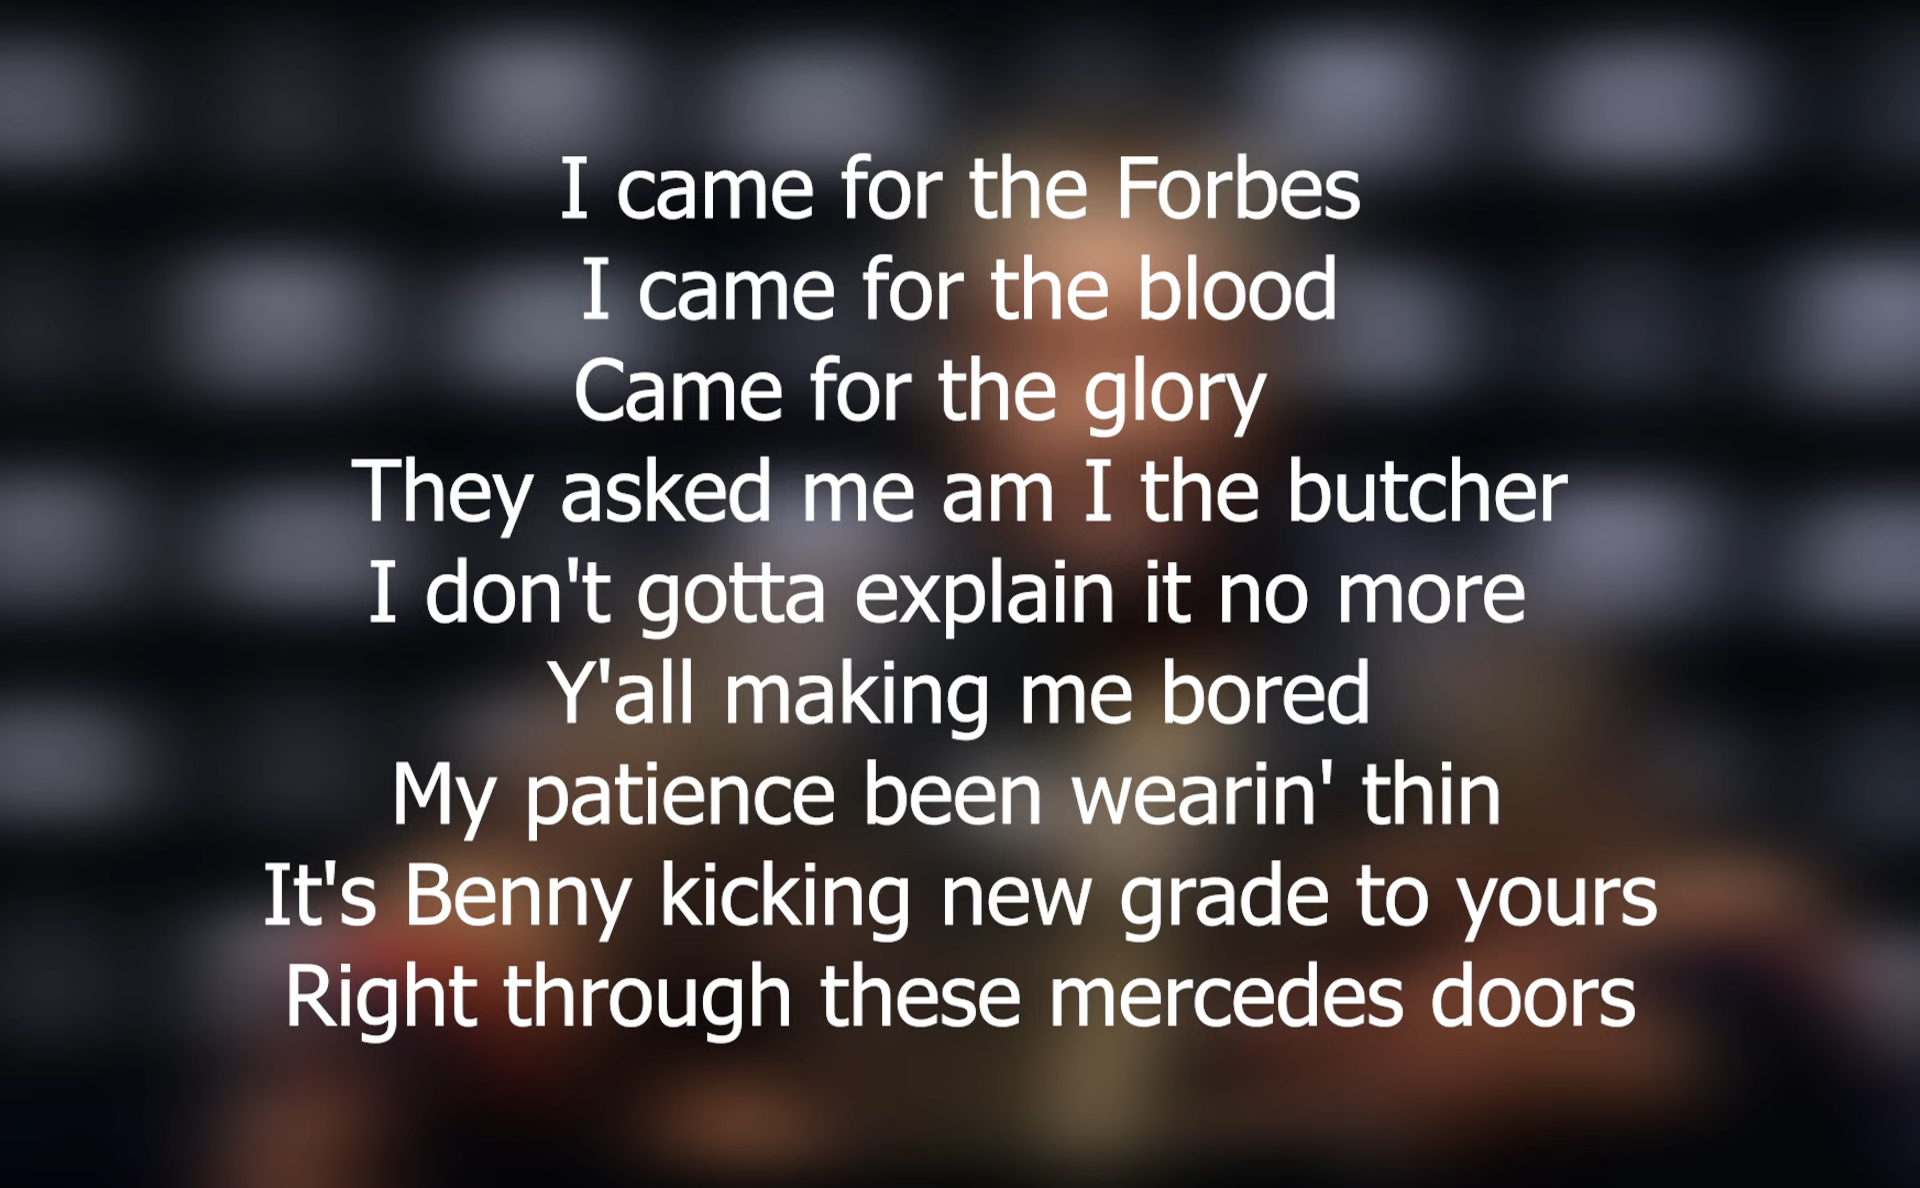 I came for the Forbes
I came for the blood
Came for the glory
They asked me am I the butcher
I don't gotta explain it no more
Y'all making me bored
My patience been wearin' thin
It's Benny kicking new grade to yours
Right through these mercedes doors